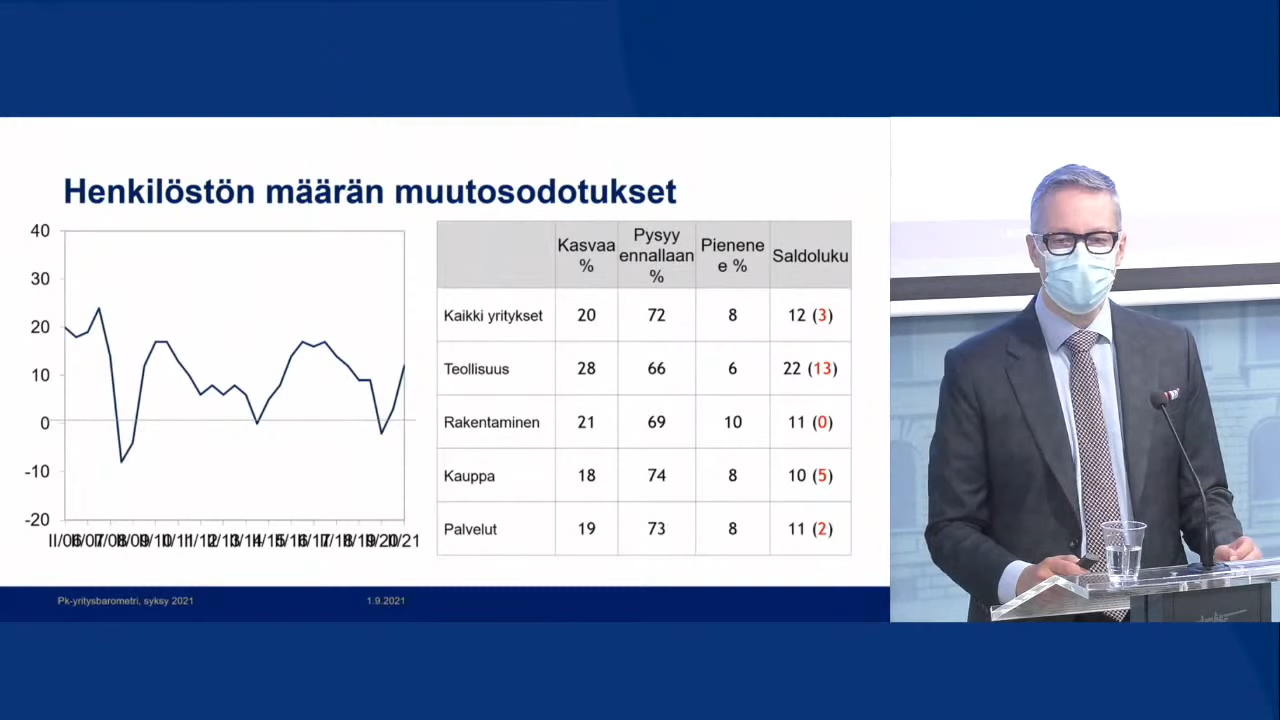 Henkilöstön määrän muutosodotukset
40
30
20
10
0
-10
-20
Kasvaa
%
Pysyy
ennallaan
%
Pienene
e %
Saldoluku
Kaikki yritykset 20 72 8 12 (3)
Teollisuus 28 66 6 22 (13)
Rakentaminen 21 69 10 11 (0)
Kauppa 18 74 8 10 (5)
Palvelut 19 73 8 11 (2)
Pk-yritysbarometri, syksy 2021 1.9.2021